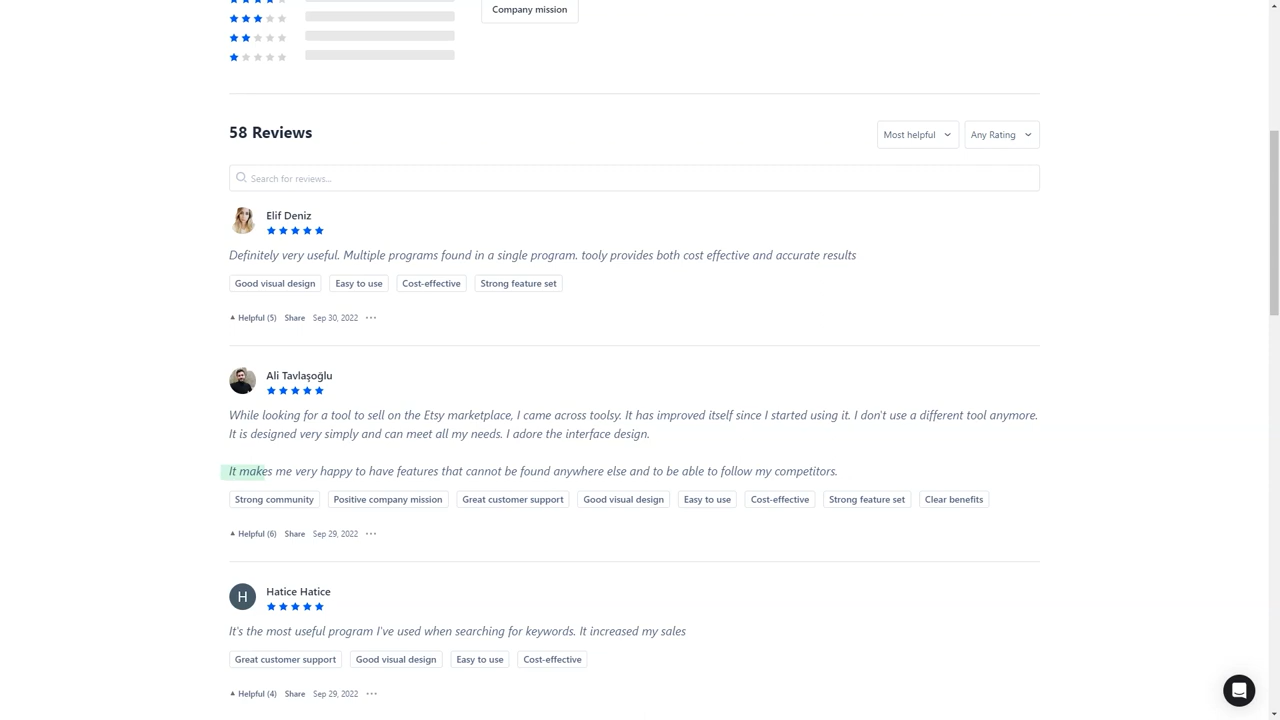 Company mission
58 Reviews
Most helpful
Any Rating
Search for reviews...
Elif Deniz
Definitely very useful. Multiple programs found in a single program. tooly provides both cost effective and accurate results
Good visual design Easy to use Cost-effective Strong feature set
Helpful (5) Share Sep 30, 2022
Ali Tavlaşoğlu
While looking for a tool to sell on the Etsy marketplace, I came across toolsy. It has improved itself since I started using it. I don't use a different tool anymore.
It is designed very simply and can meet all my needs. I adore the interface design.
It makes me very happy to have features that cannot be found anywhere else and to be able to follow my competitors.
Strong community Positive company mission Great customer support Good visual design Easy to use Cost-effective Strong feature set Clear benefits
Helpful (6) Share Sep 29, 2022
H
Hatice Hatice
It's the most useful program I've used when searching for keywords. It increased my sales
Great customer support Good visual design Easy to use Cost-effective
Helpful (4) Share Sep 29, 2022